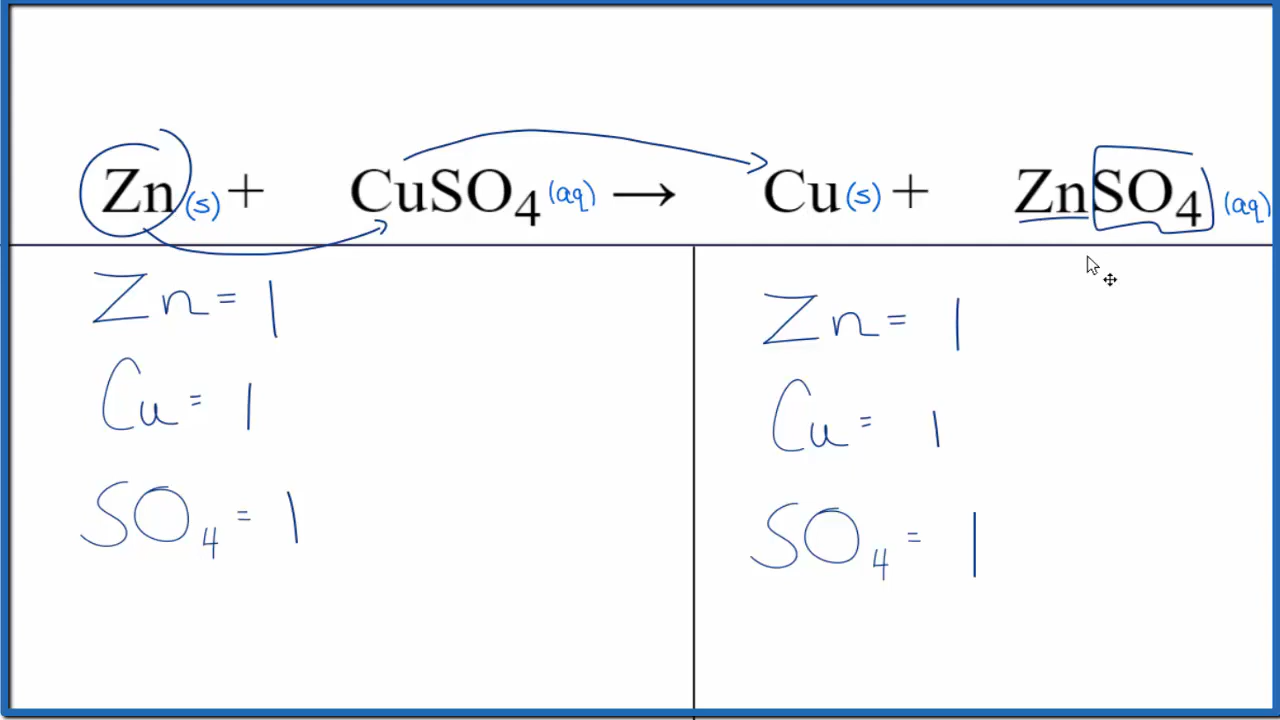 Zn(s) + CuSO₄(aq) → Cu(s) + ZnSO₄(aq)
Zn = 1
Cu = 1
SO₄ = 1
Zn = 1
Cu = 1
SO₄ = 1